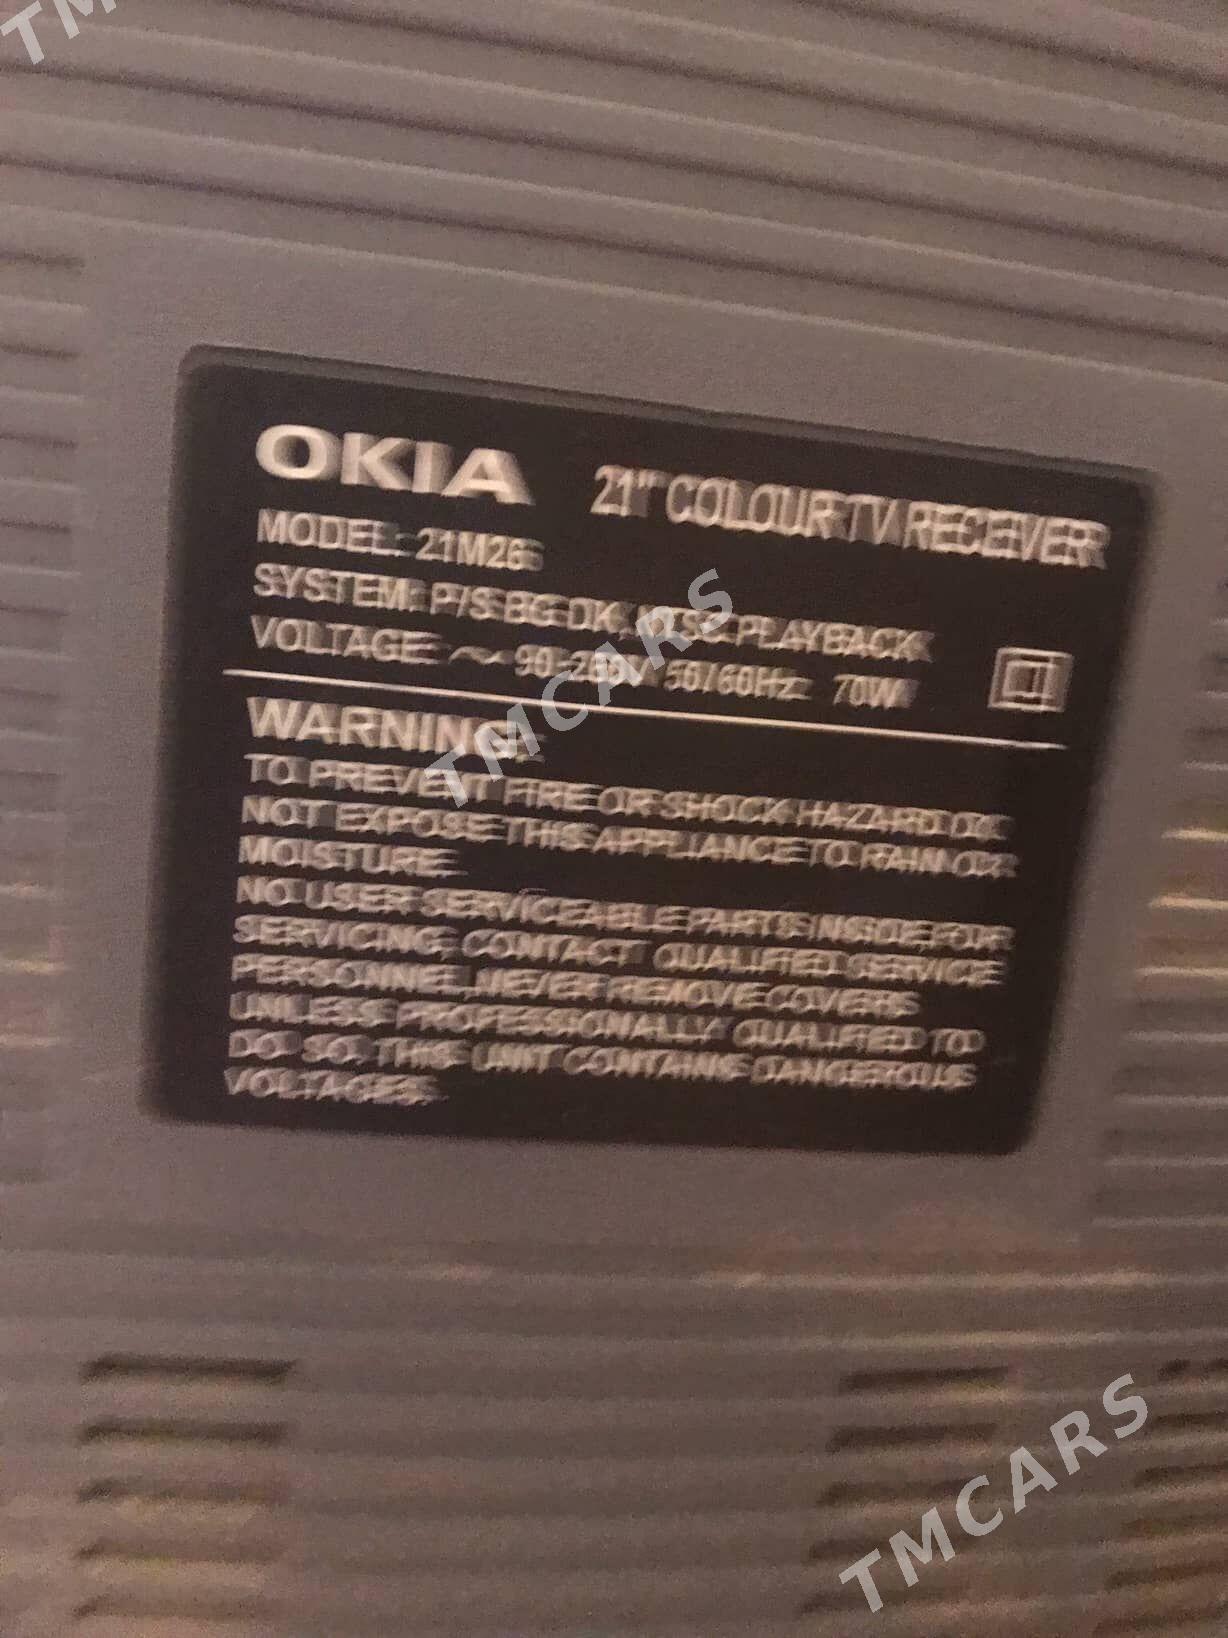 TM
OKIA
21" COLOUR TV RECEIVER
MODEL: 21M26
SYSTEM: P/S BG DK, NTSC PLAYBACK
VOLTAGE: ~ 90-260V 50/60Hz 70W
WARNING:
TO PREVENT FIRE OR SHOCK HAZARD DO
NOT EXPOSE THIS APPLIANCE TO RAIN OR
MOISTURE.
NO USER SERVICEABLE PARTS INSIDE, FOR
SERVICING, CONTACT QUALIFIED SERVICE
PERSONNEL, NEVER REMOVE COVERS
UNLESS PROFESSIONALLY QUALIFIED TO
DO SO, THIS UNIT CONTAINS DANGEROUS
VOLTAGES.
TMCARS
TMCARS